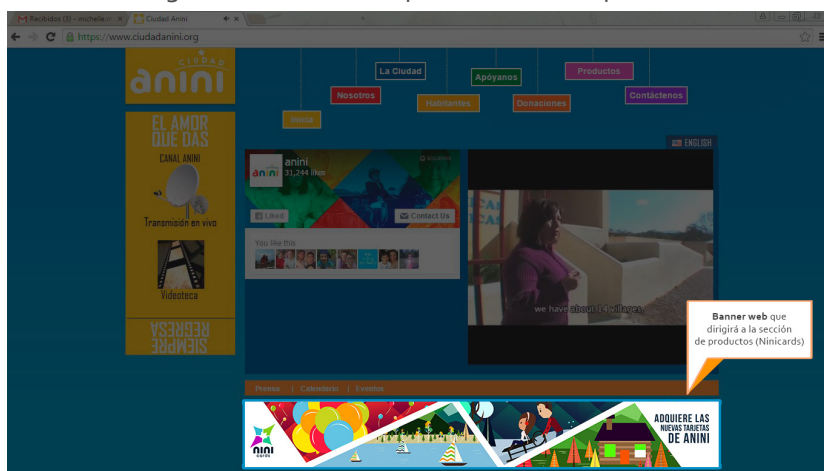 Recibidos (3) - michelle.m
Ciudad Anini
https://www.ciudadanini.org
CIUDAD
anini
La Ciudad
Apóyanos
Productos
Nosotros
Habitantes
Donaciones
Contáctenos
Inicio
EL AMOR
QUE DAS
CANAL ANINI
Transmisión en vivo
Videoteca
SIEMPRE
REGRESA
ENGLISH
anini
anini
31,244 likes
Liked
Contact Us
You like this
we have about 14 villages
Banner web que
dirigirá a la sección
de productos (Ninicards)
Prensa | Calendario | Eventos
nini
cards
ADQUIERE LAS
NUEVAS TARJETAS
DE ANINI